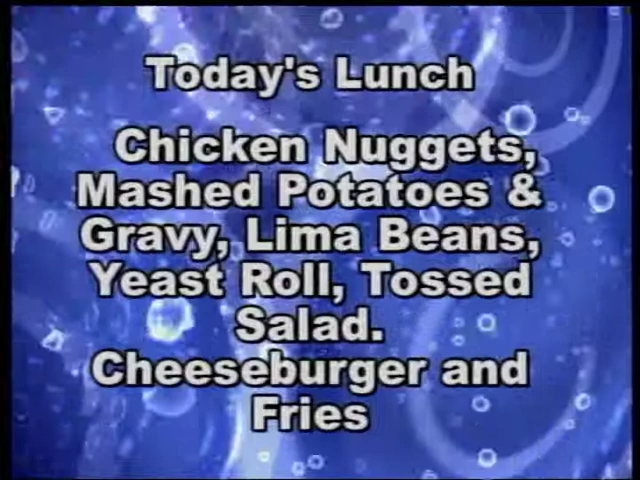 Today's Lunch
Chicken Nuggets,
Mashed Potatoes &
Gravy, Lima Beans,
Yeast Roll, Tossed
Salad.
Cheeseburger and
Fries